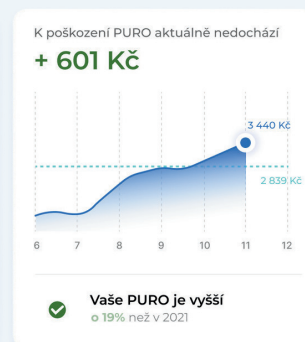 K poškození PURO aktuálně nedochází
+ 601 Kč
3 440 Kč
2 839 Kč
6 7 8 9 10 11 12
Vaše PURO je vyšší
o 19% než v 2021